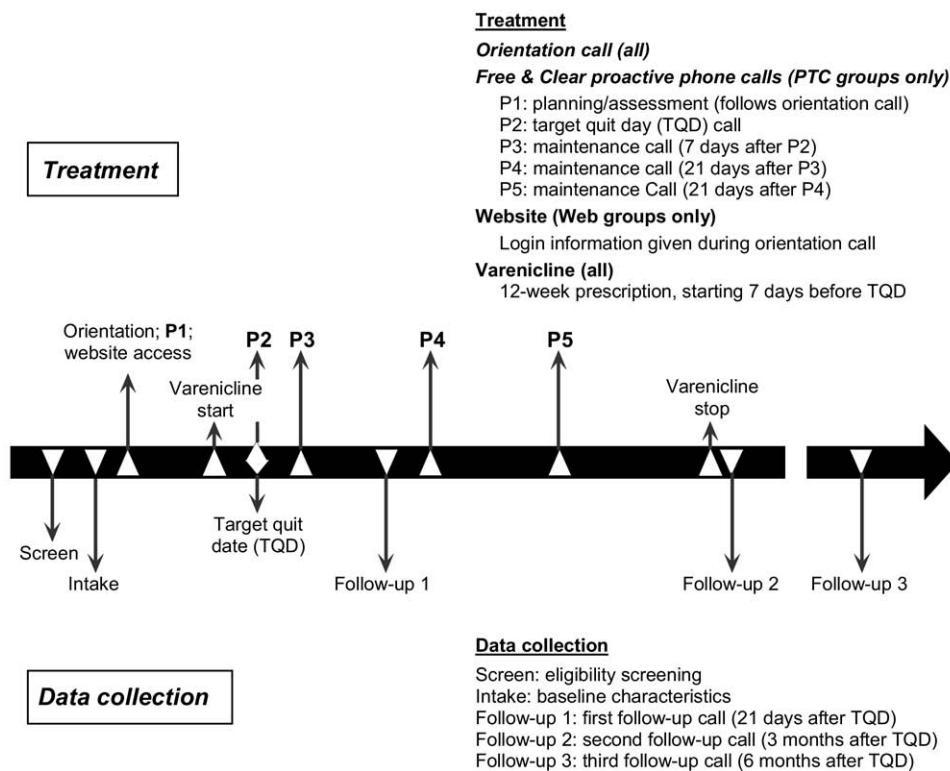 Treatment
Orientation call (all)
Free & Clear proactive phone calls (PTC groups only)
P1: planning/assessment (follows orientation call)
P2: target quit day (TQD) call
P3: maintenance call (7 days after P2)
P4: maintenance call (21 days after P3)
P5: maintenance Call (21 days after P4)
Website (Web groups only)
Login information given during orientation call
Varenicline (all)
12-week prescription, starting 7 days before TQD
Treatment
Orientation; P1;
website access
Varenicline
start
P2
P3
P4
P5
Varenicline
stop
Screen
Intake
Target quit
date (TQD)
Follow-up 1
Follow-up 2
Follow-up 3
Data collection
Data collection
Screen: eligibility screening
Intake: baseline characteristics
Follow-up 1: first follow-up call (21 days after TQD)
Follow-up 2: second follow-up call (3 months after TQD)
Follow-up 3: third follow-up call (6 months after TQD)